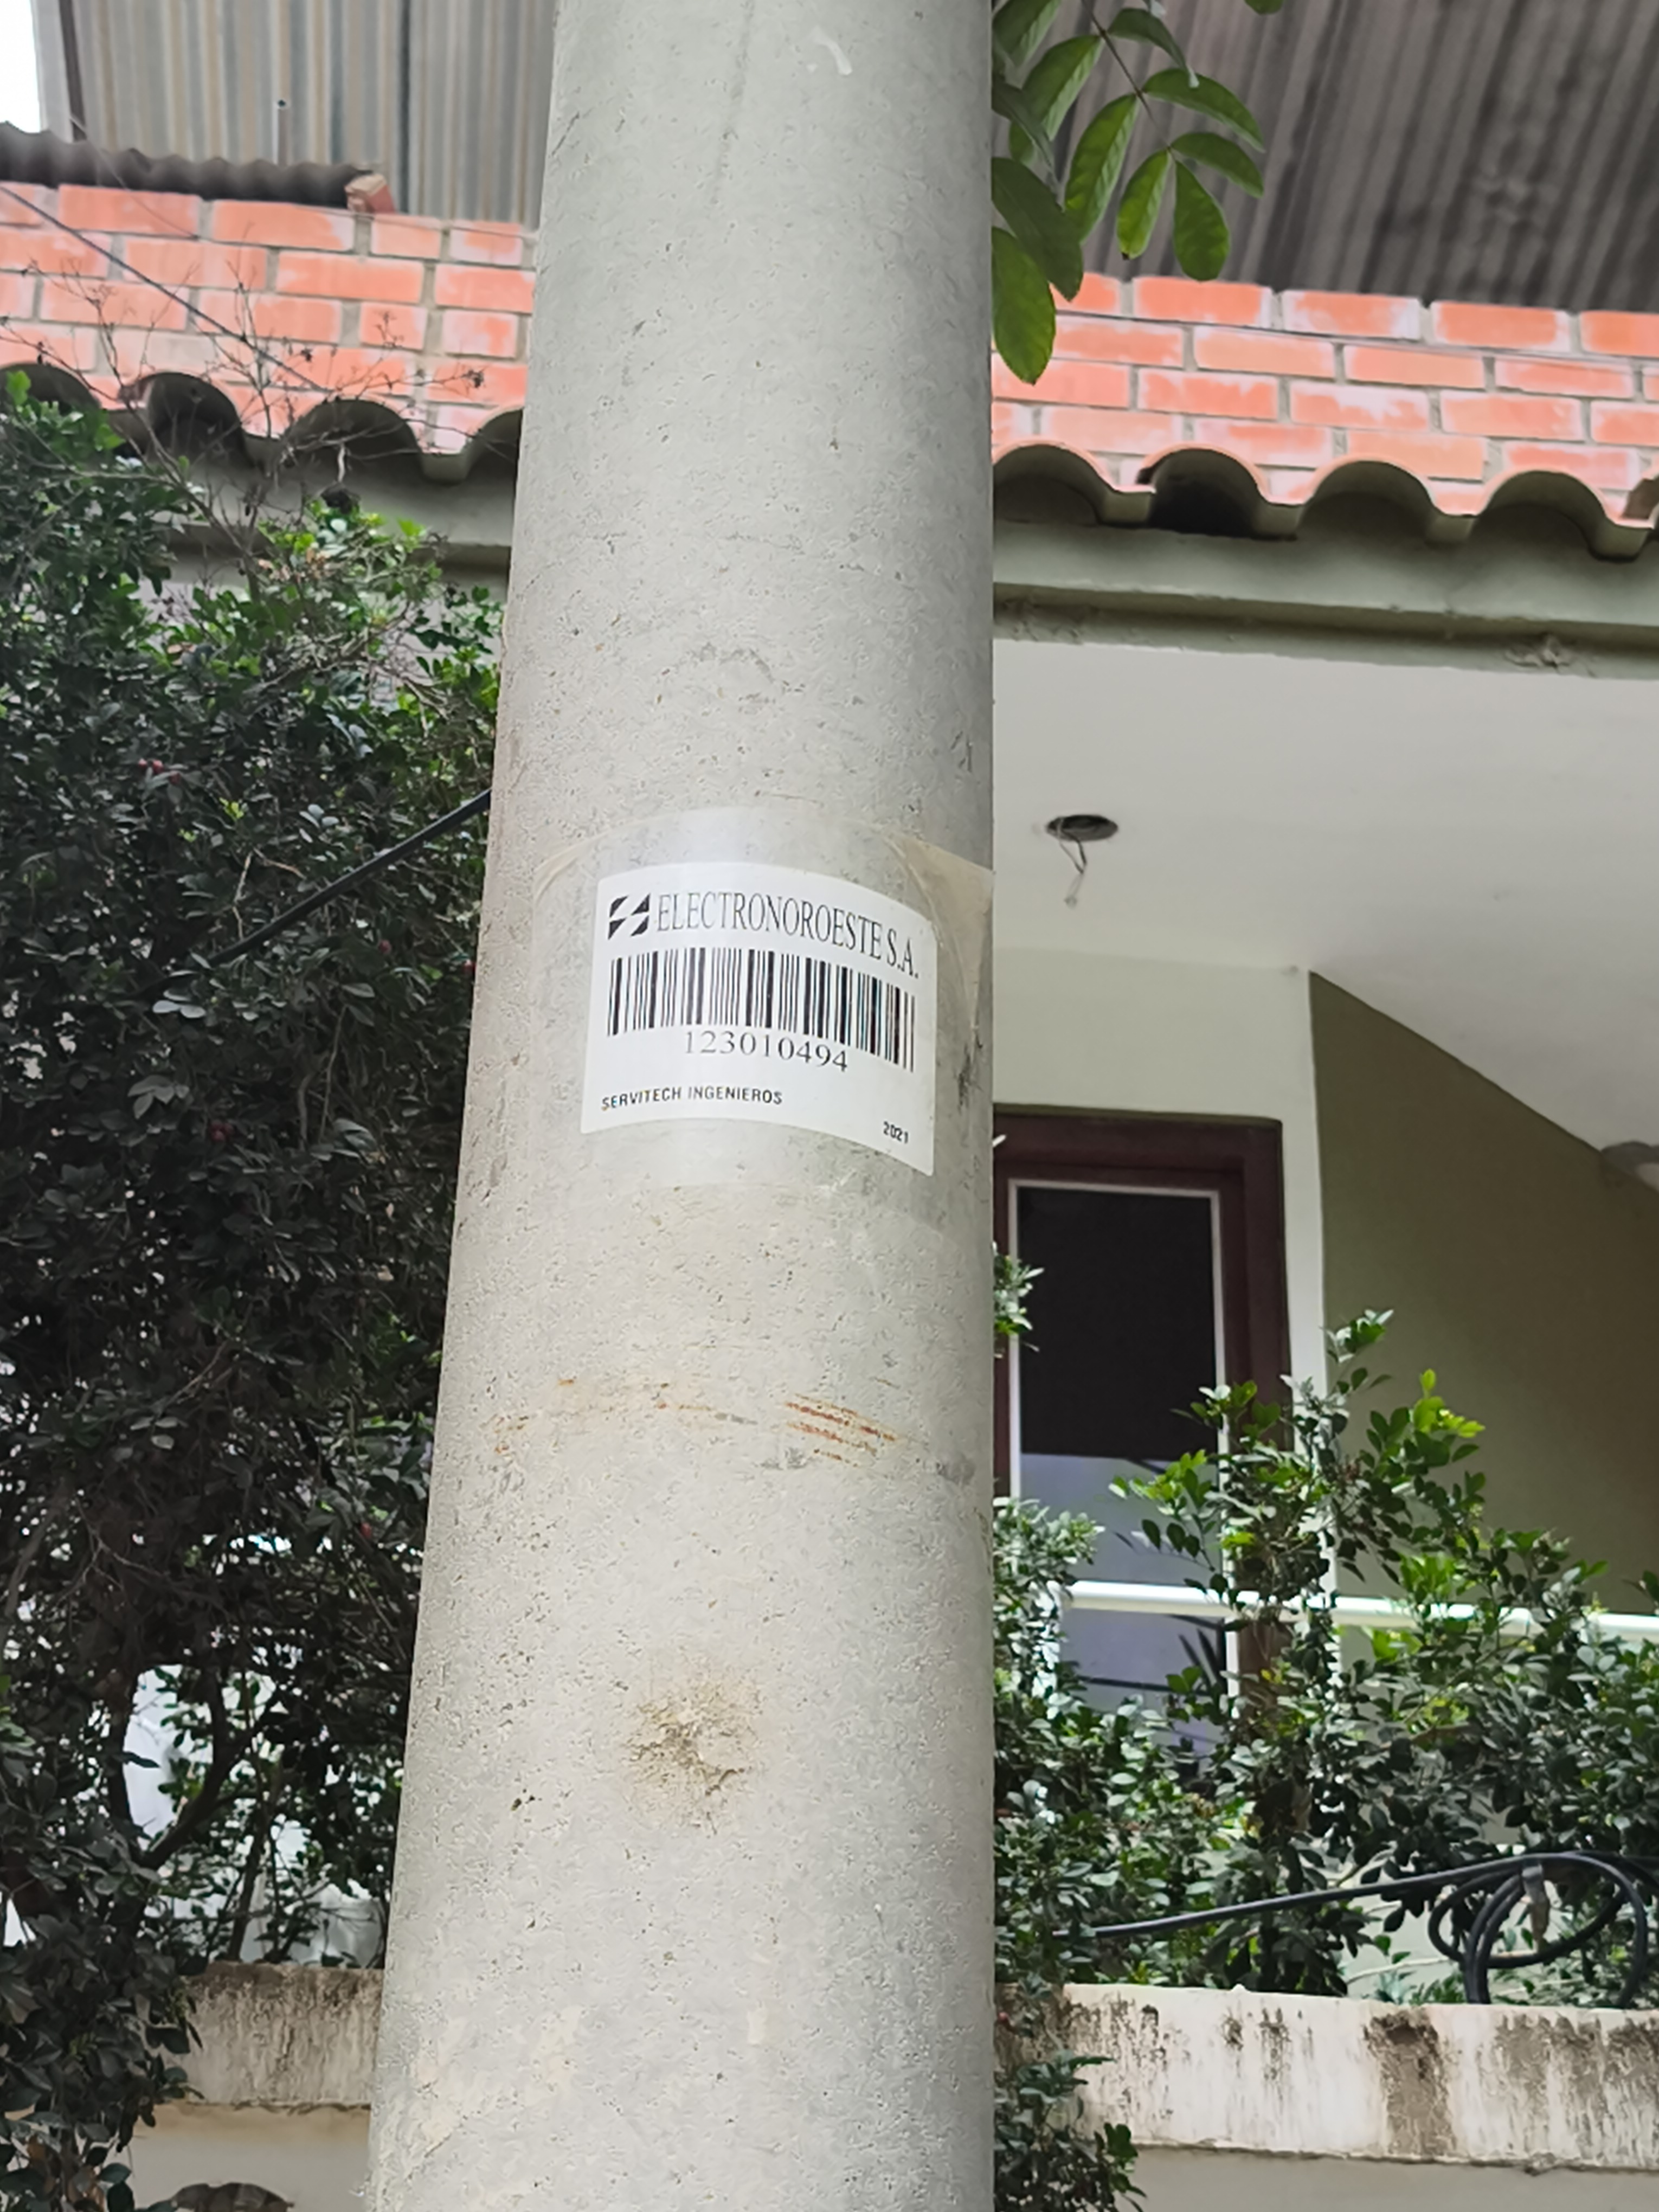 ELECTRONOROESTE S.A.
123010494
SERVITECH INGENIEROS
2021